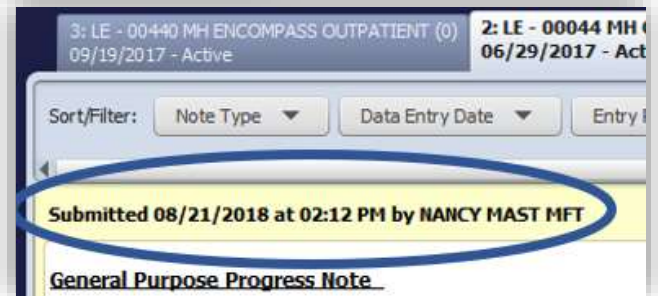 3: LE - 00440 MH ENCOMPASS OUTPATIENT (0)
09/19/2017 - Active
2: LE - 00044 MH
06/29/2017 - Act
Sort/Filter:
Note Type
Data Entry Date
Entry
Submitted 08/21/2018 at 02:12 PM by NANCY MAST MFT
General Purpose Progress Note